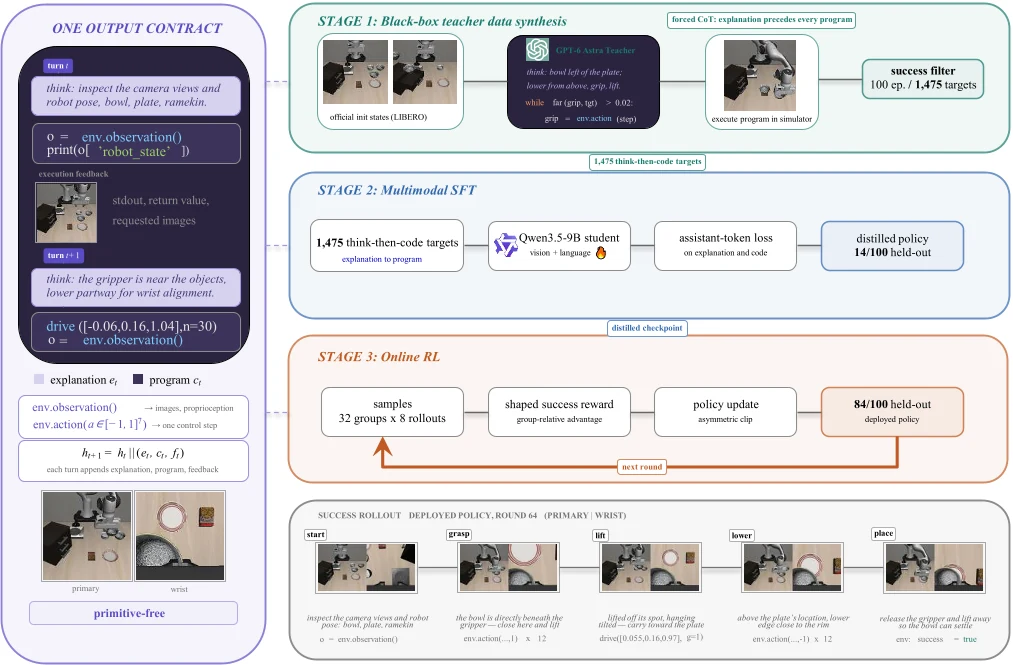 ONE OUTPUT CONTRACT
turn t
think: inspect the camera views and
robot pose, bowl, plate, ramekin.
o = env.observation()
print(o[ 'robot_state' ])
execution feedback
stdout, return value,
requested images
turn t+1
think: the gripper is near the objects,
lower partway for wrist alignment.
drive ([-0.06,0.16,1.04],n=30)
o = env.observation()
explanation e_t program c_t
env.observation() → images, proprioception
env.action(a ∈ [−1, 1]^7) → one control step
h_{t+1} = h_t || (e_t, c_t, f_t)
each turn appends explanation, program, feedback
primary wrist
primitive-free
STAGE 1: Black-box teacher data synthesis
forced CoT: explanation precedes every program
official init states (LIBERO)
GPT-6 Astra Teacher
think: bowl left of the plate;
lower from above, grip, lift.
while far (grip, tgt) > 0.02:
grip = env.action (step)
execute program in simulator
success filter
100 ep. / 1,475 targets
1,475 think-then-code targets
STAGE 2: Multimodal SFT
1,475 think-then-code targets
explanation to program
Qwen3.5-9B student
vision + language
assistant-token loss
on explanation and code
distilled policy
14/100 held-out
distilled checkpoint
STAGE 3: Online RL
samples
32 groups x 8 rollouts
shaped success reward
group-relative advantage
policy update
asymmetric clip
84/100 held-out
deployed policy
next round
SUCCESS ROLLOUT DEPLOYED POLICY, ROUND 64 (PRIMARY | WRIST)
start
inspect the camera views and robot
pose: bowl, plate, ramekin
o = env.observation()
grasp
the bowl is directly beneath the
gripper — close here and lift
env.action(...,1) x 12
lift
lifted off its spot, hanging
tilted — carry toward the plate
drive([0.055,0.16,0.97], g=1)
lower
above the plate's location, lower
edge close to the rim
env.action(...,-1) x 12
place
release the gripper and lift away
so the bowl can settle
env: success = true